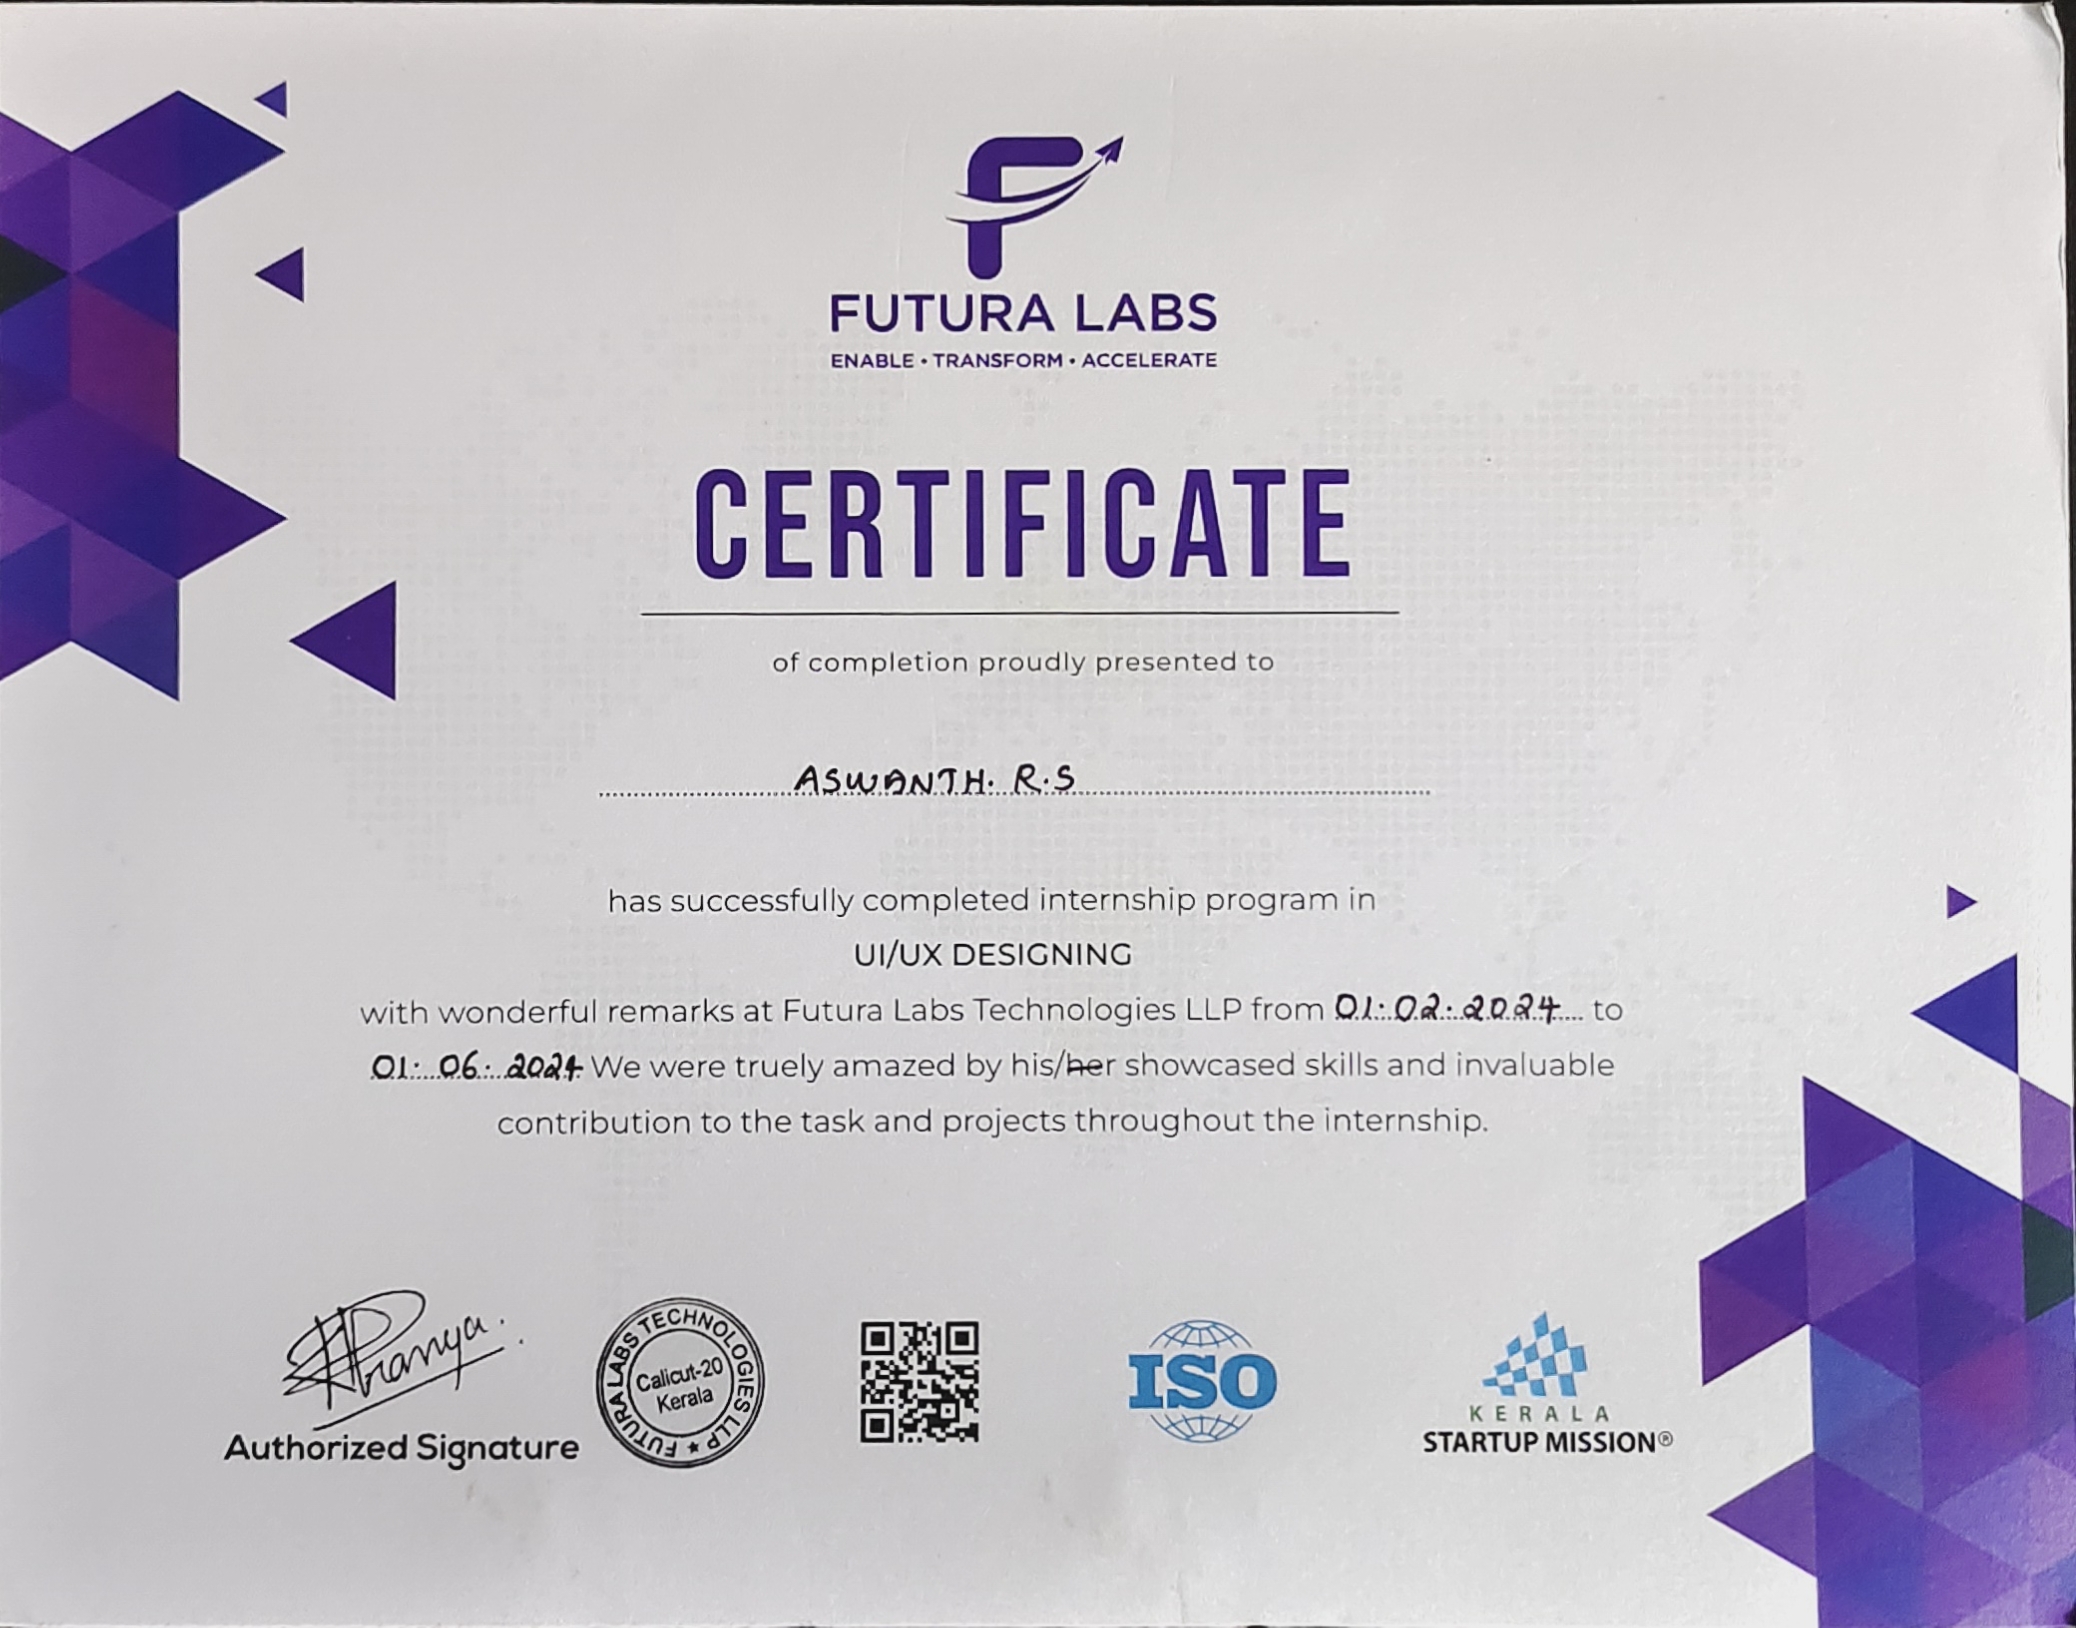 FUTURA LABS
ENABLE • TRANSFORM • ACCELERATE
CERTIFICATE
of completion proudly presented to
ASWANTH. R.S
has successfully completed internship program in
UI/UX DESIGNING
with wonderful remarks at Futura Labs Technologies LLP from 01.02.2024 to
01.06.2024 We were truely amazed by his/her showcased skills and invaluable
contribution to the task and projects throughout the internship.
Authorized Signature
FUTURA LABS TECHNOLOGIES LLP ★
Calicut-20
Kerala
ISO
KERALA
STARTUP MISSION®